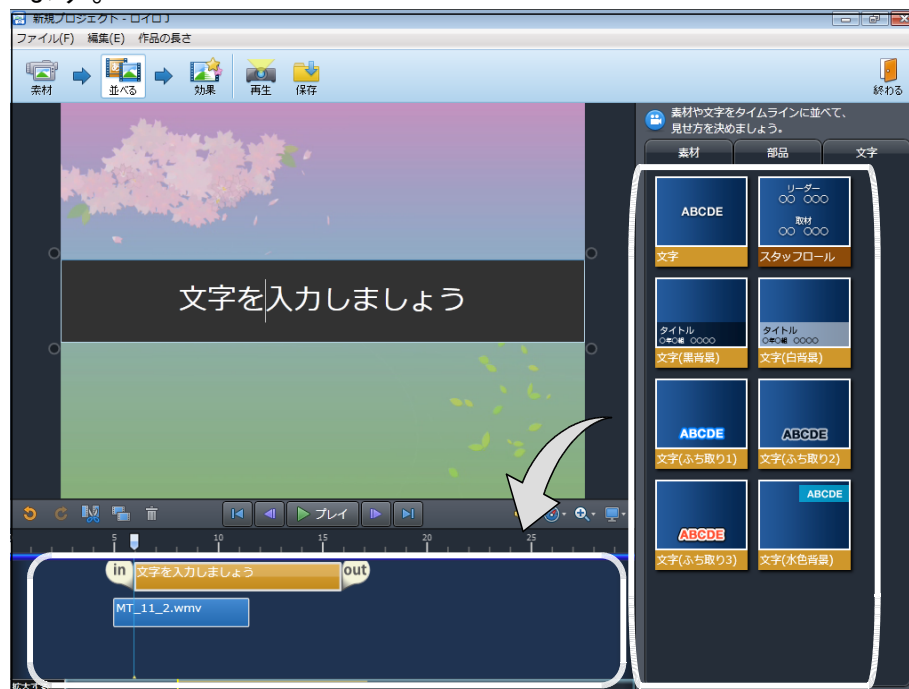 ます。
新規プロジェクト - ロイロJ
ファイル(F) 編集(E) 作品の長さ
素材 並べる 効果 再生 保存 終わる
素材や文字をタイムラインに並べて、
見せ方を決めましょう。
素材 部品 文字
ABCDE
文字
リーダー
○○ ○○○
取材
○○ ○○○
スタッフロール
タイトル
○年○組 ○○○○
文字(黒背景)
タイトル
○年○組 ○○○○
文字(白背景)
ABCDE
文字(ふち取り1)
ABCDE
文字(ふち取り2)
ABCDE
文字(ふち取り3)
ABCDE
文字(水色背景)
文字を入力しましょう
プレイ
5 10 15 20 25
in 文字を入力しましょう out
MT_11_2.wmv